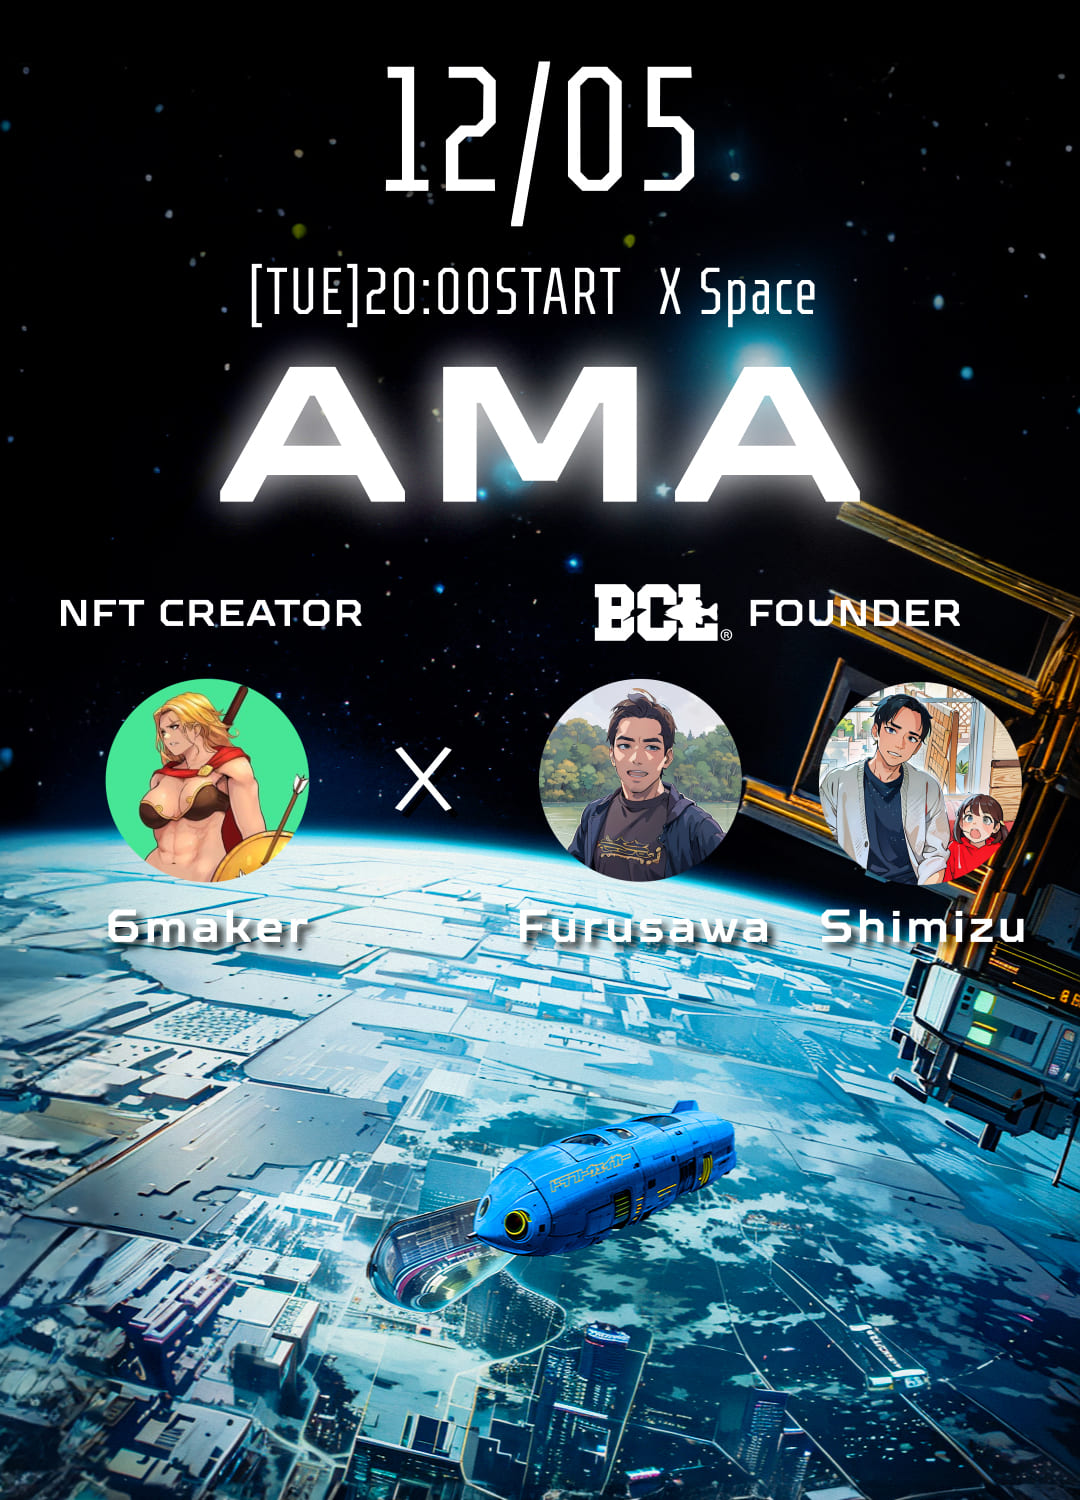 12/05
[TUE]20:00START X Space
AMA
NFT CREATOR
BCL® FOUNDER
X
6maker
Furusawa
Shimizu